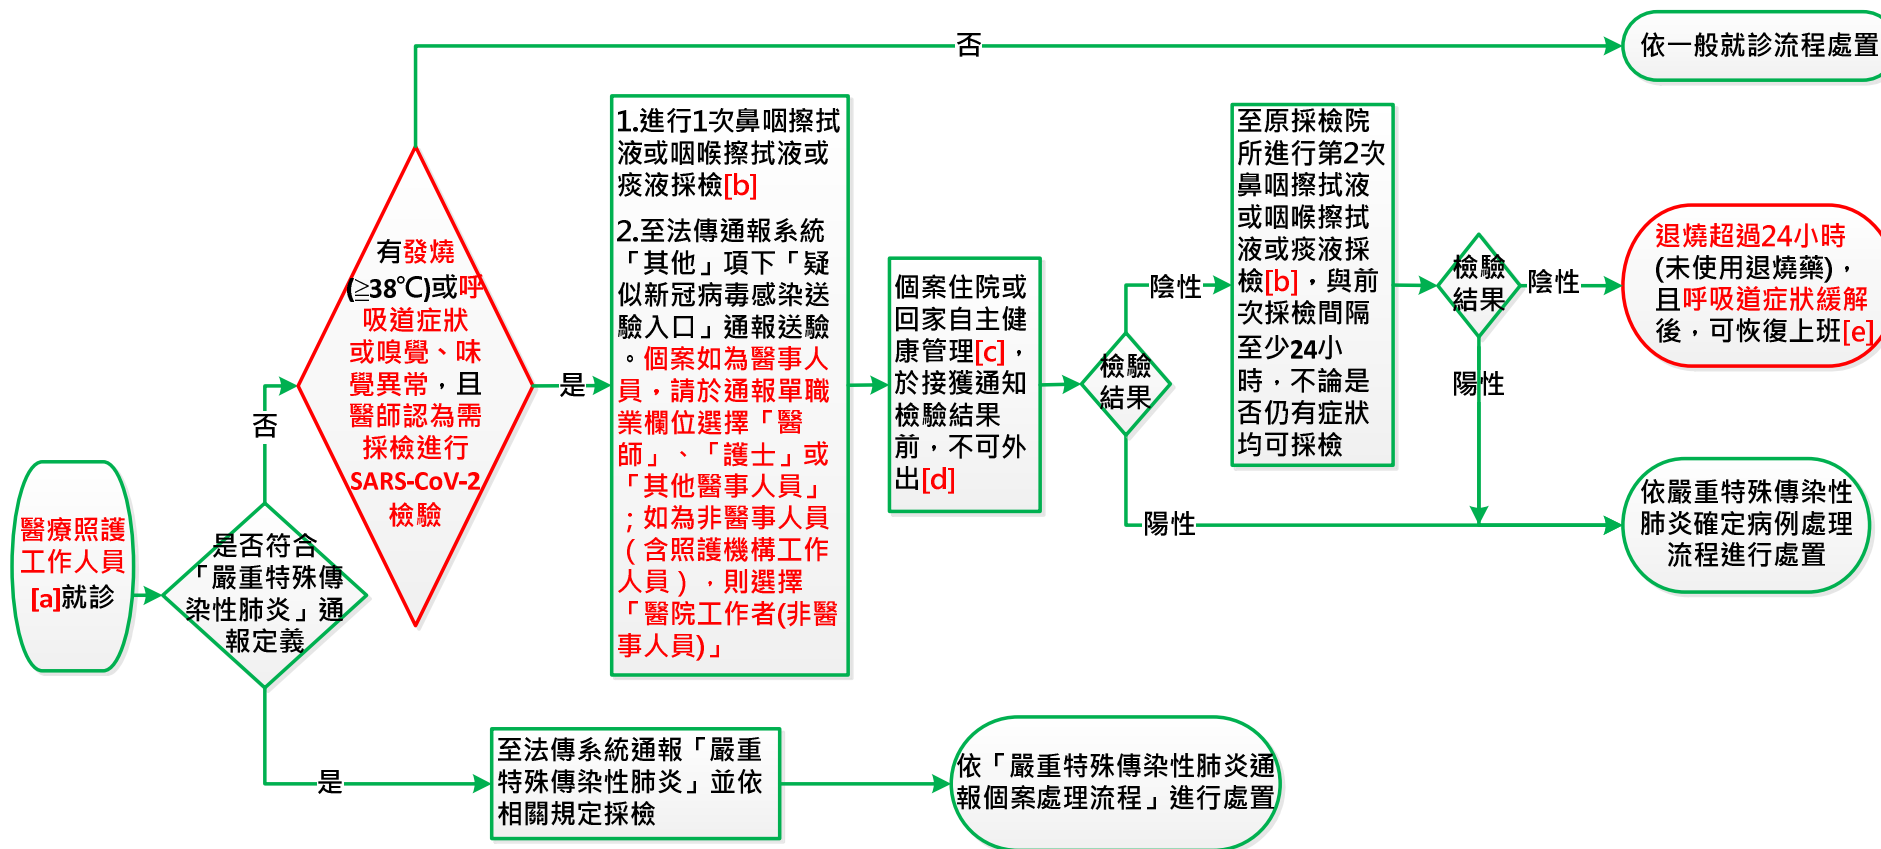 否
依一般就診流程處置
醫療照護
工作人員
[a]就診
是否符合
「嚴重特殊傳
染性肺炎」通
報定義
否
有發燒
(≧38℃)或呼
吸道症狀
或嗅覺、味
覺異常，且
醫師認為需
採檢進行
SARS-CoV-2
檢驗
是
1.進行1次鼻咽擦拭
液或咽喉擦拭液或
痰液採檢[b]
2.至法傳通報系統
「其他」項下「疑
似新冠病毒感染送
驗入口」通報送驗
。個案如為醫事人
員，請於通報單職
業欄位選擇「醫
師」、「護士」或
「其他醫事人員」
；如為非醫事人員
（含照護機構工作
人員），則選擇
「醫院工作者(非醫
事人員)」
個案住院或
回家自主健
康管理[c]，
於接獲通知
檢驗結果
前，不可外
出[d]
檢驗
結果
陰性
至原採檢院
所進行第2次
鼻咽擦拭液
或咽喉擦拭
液或痰液採
檢[b]，與前
次採檢間隔
至少24小
時，不論是
否仍有症狀
均可採檢
檢驗
結果
陰性
退燒超過24小時
(未使用退燒藥)，
且呼吸道症狀緩解
後，可恢復上班[e]
陽性
陽性
依嚴重特殊傳染性
肺炎確定病例處理
流程進行處置
是
至法傳系統通報「嚴重
特殊傳染性肺炎」並依
相關規定採檢
依「嚴重特殊傳染性肺炎通
報個案處理流程」進行處置